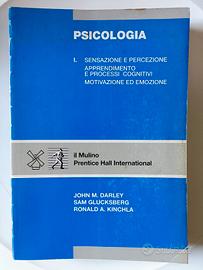 PSICOLOGIA
I. SENSAZIONE E PERCEZIONE
APPRENDIMENTO
E PROCESSI COGNITIVI
MOTIVAZIONE ED EMOZIONE
il Mulino
Prentice Hall International
JOHN M. DARLEY
SAM GLUCKSBERG
RONALD A. KINCHLA
subito